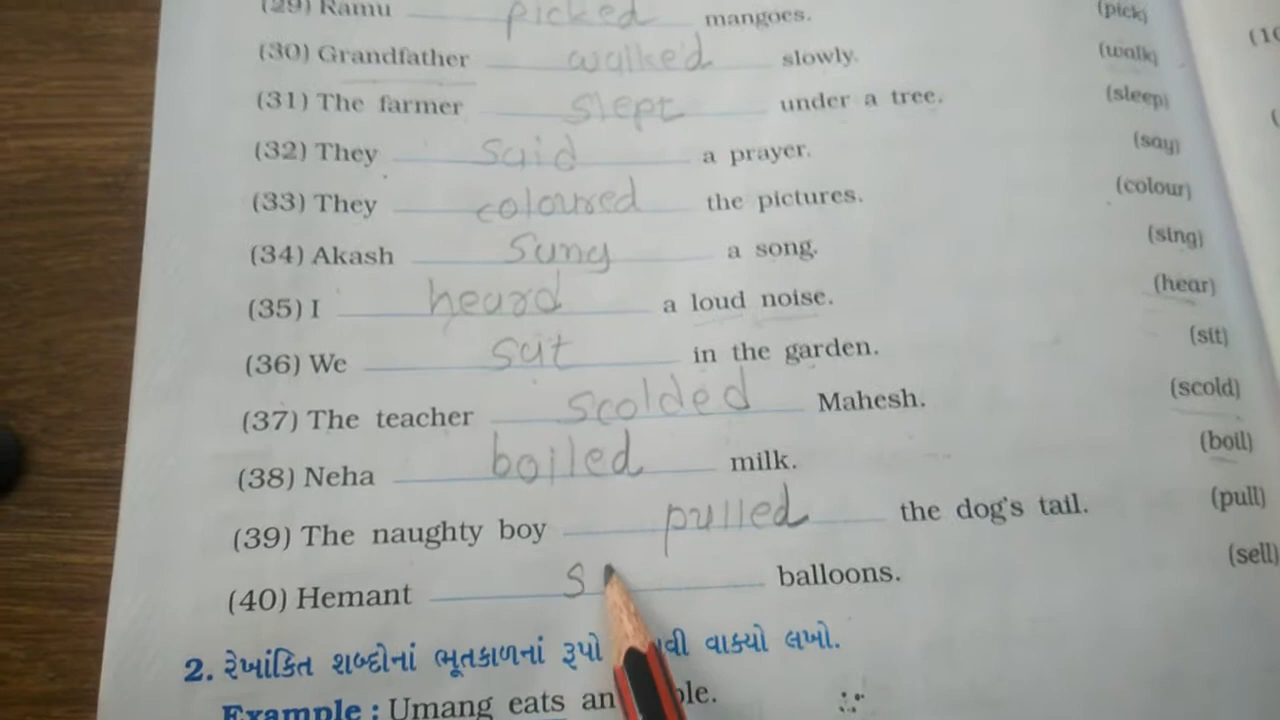 (29) Ramu picked mangoes. (pick)
(30) Grandfather walked slowly. (walk)
(31) The farmer slept under a tree. (sleep)
(32) They said a prayer. (say)
(33) They coloured the pictures. (colour)
(34) Akash sung a song. (sing)
(35) I heard a loud noise. (hear)
(36) We sat in the garden. (sit)
(37) The teacher scolded Mahesh. (scold)
(38) Neha boiled milk. (boil)
(39) The naughty boy pulled the dog's tail. (pull)
(40) Hemant s balloons. (sell)
2. રેખાંકિત શબ્દોનાં ભૂતકાળનાં રૂપો વાક્યો લખો.
Example : Umang eats an